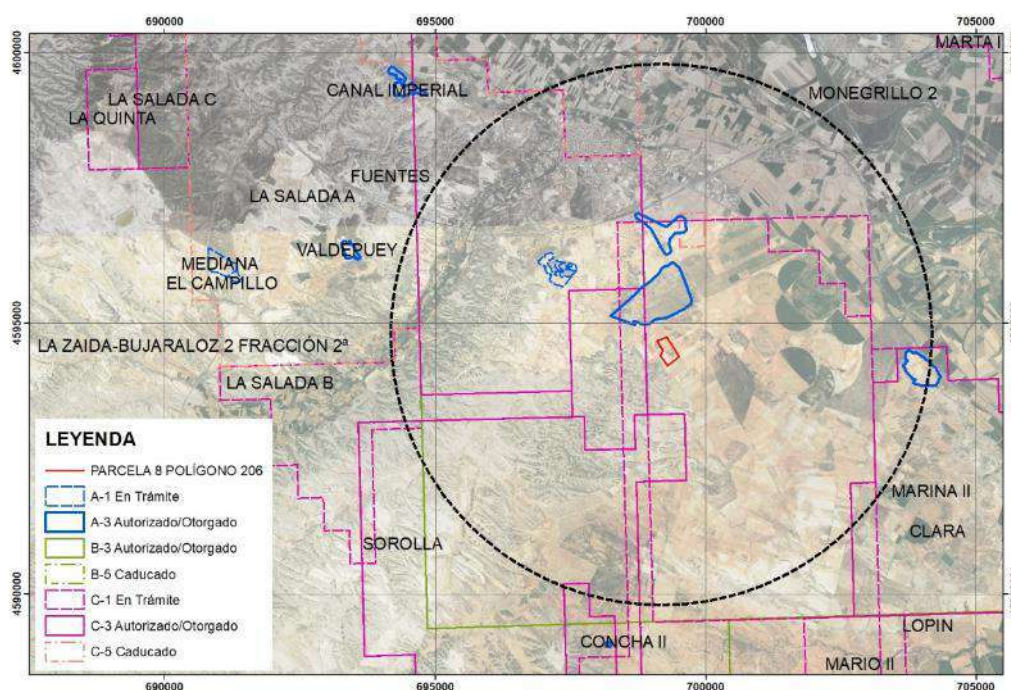 690000 695000 700000 705000
4600000
MARTA I
CANAL IMPERIAL
MONEGRILLO 2
LA SALADA C
LA QUINTA
FUENTES
LA SALADA A
VALDEPUEY
MEDIANA
EL CAMPILLO
4595000
LA ZAIDA-BUJARALOZ 2 FRACCIÓN 2ª
LA SALADA B
LEYENDA
PARCELA 8 POLÍGONO 206
A-1 En Trámite
A-3 Autorizado/Otorgado
B-3 Autorizado/Otorgado
B-5 Caducado
C-1 En Trámite
C-3 Autorizado/Otorgado
C-5 Caducado
MARINA II
CLARA
SOROLLA
4590000
LOPIN
CONCHA II
MARIO II
690000 695000 700000 705000